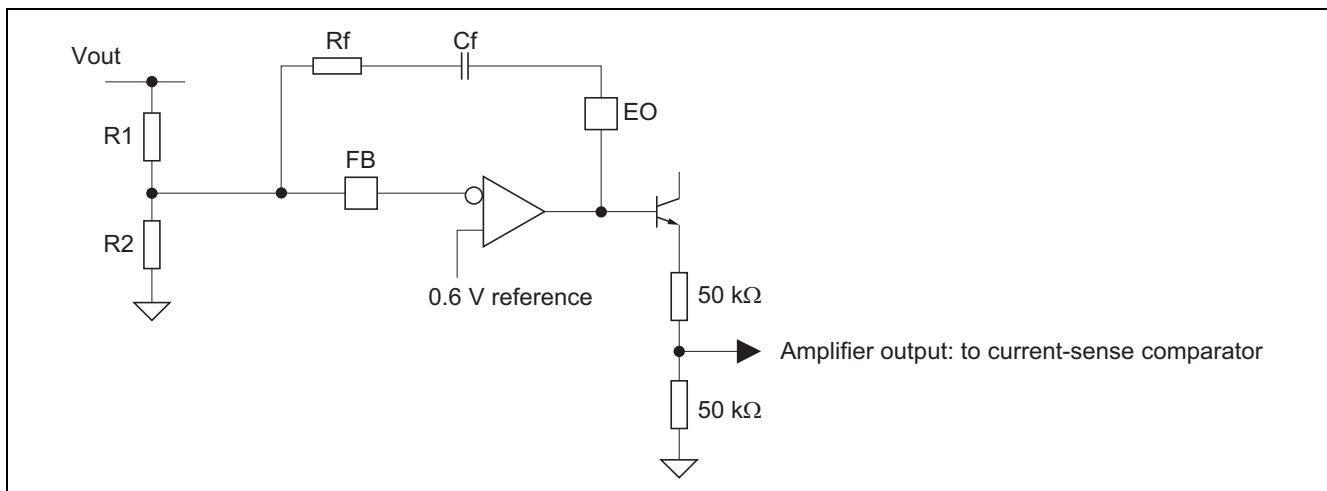 Vout
Rf
Cf
EO
R1
FB
R2
0.6 V reference
50 kΩ
Amplifier output: to current-sense comparator
50 kΩ